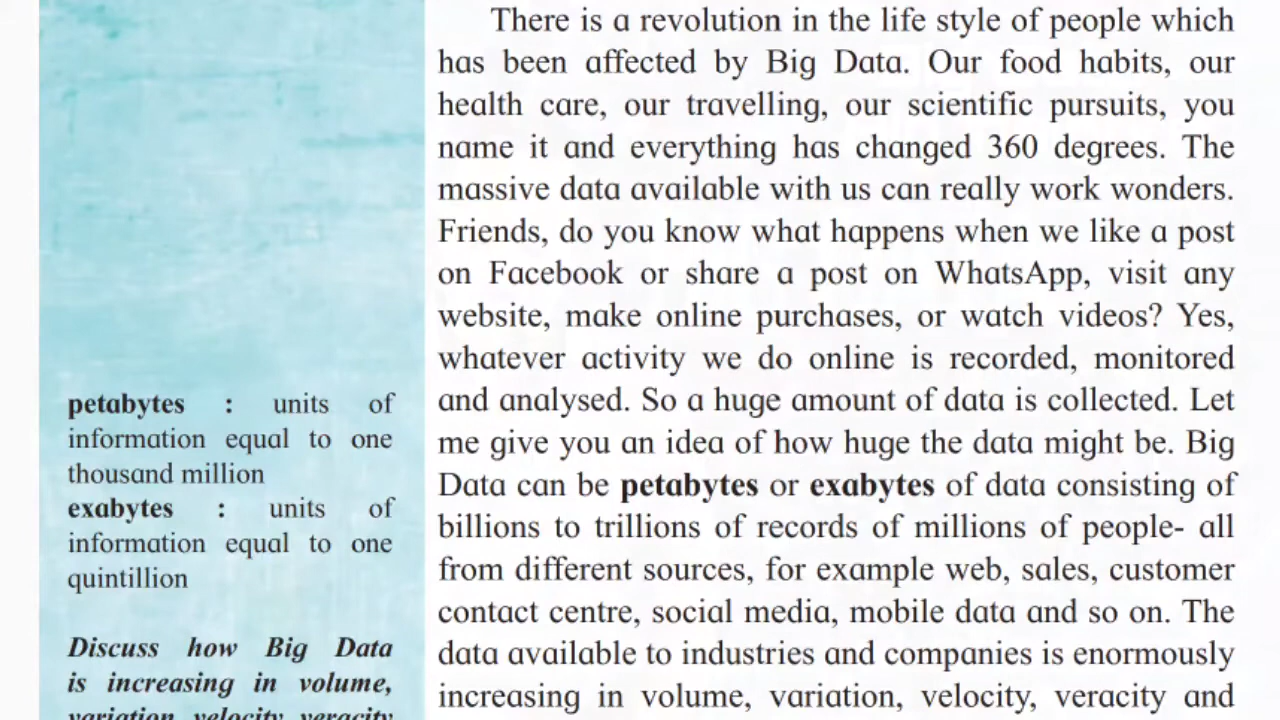 There is a revolution in the life style of people which
has been affected by Big Data. Our food habits, our
health care, our travelling, our scientific pursuits, you
name it and everything has changed 360 degrees. The
massive data available with us can really work wonders.
Friends, do you know what happens when we like a post
on Facebook or share a post on WhatsApp, visit any
website, make online purchases, or watch videos? Yes,
whatever activity we do online is recorded, monitored
and analysed. So a huge amount of data is collected. Let
me give you an idea of how huge the data might be. Big
Data can be petabytes or exabytes of data consisting of
billions to trillions of records of millions of people- all
from different sources, for example web, sales, customer
contact centre, social media, mobile data and so on. The
data available to industries and companies is enormously
increasing in volume, variation, velocity, veracity and
petabytes : units of
information equal to one
thousand million
exabytes : units of
information equal to one
quintillion
Discuss how Big Data
is increasing in volume,
variation, velocity, veracity